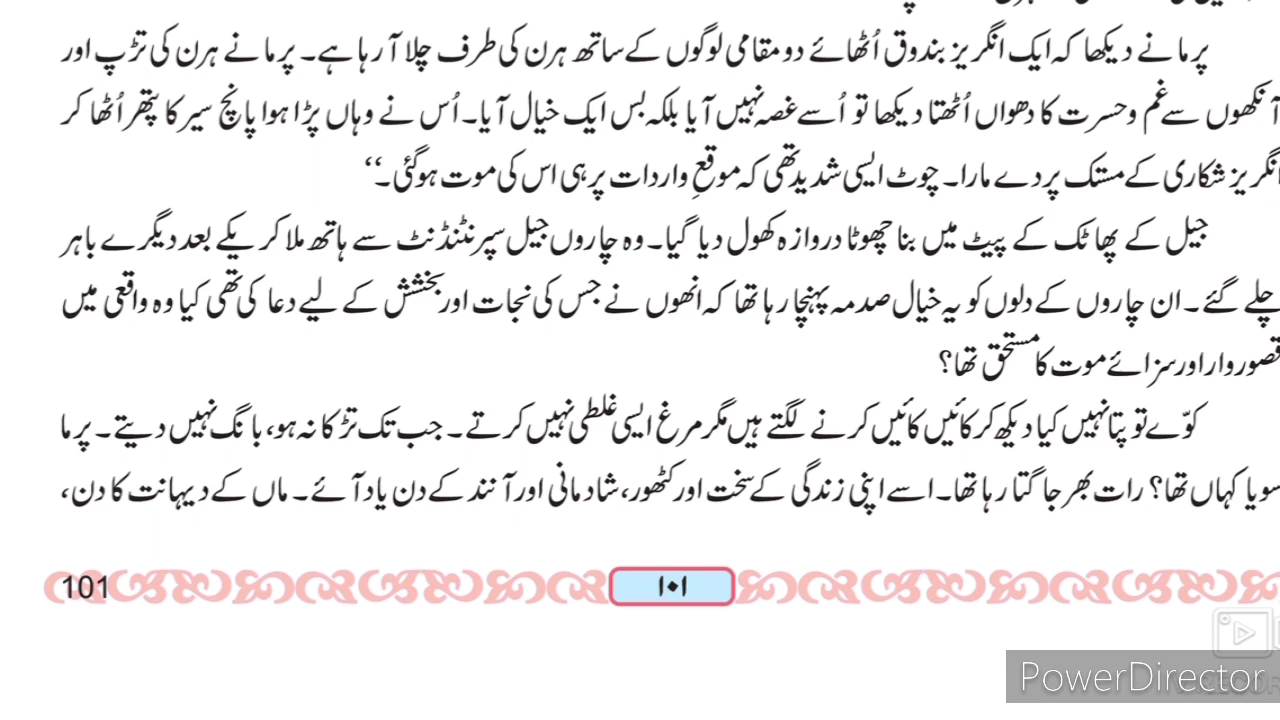 پرما نے دیکھا کہ ایک انگریز بندوق اُٹھائے دو مقامی لوگوں کے ساتھ ہرن کی طرف چلا آ رہا ہے۔ پرما نے ہرن کی تڑپ اور
آنکھوں سے غم و حسرت کا دھواں اُٹھتا دیکھا تو اُسے غصہ نہیں آیا بلکہ بس ایک خیال آیا۔ اُس نے وہاں پڑا ہوا پانچ سیر کا پتھر اُٹھا کر
انگریز شکاری کے مستک پر دے مارا۔ چوٹ ایسی شدید تھی کہ موقعِ واردات پر ہی اس کی موت ہوگئی۔‘‘
جیل کے پھاٹک کے پیٹ میں بنا چھوٹا دروازہ کھول دیا گیا۔ وہ چاروں جیل سپرنٹنڈنٹ سے ہاتھ ملا کر یکے بعد دیگرے باہر
چلے گئے۔ ان چاروں کے دلوں کو یہ خیال صدمہ پہنچا رہا تھا کہ انھوں نے جس کی نجات اور بخشش کے لیے دعا کی تھی کیا وہ واقعی میں
قصوروار اور سزائے موت کا مستحق تھا؟
کوّے تو پتا نہیں کیا دیکھ کر کائیں کائیں کرنے لگتے ہیں مگر مرغ ایسی غلطی نہیں کرتے۔ جب تک تڑکا نہ ہو، بانگ نہیں دیتے۔ پرما
سویا کہاں تھا؟ رات بھر جاگتا رہا تھا۔ اسے اپنی زندگی کے سخت اور کٹھور، شادمانی اور آنند کے دن یاد آئے۔ ماں کے دیہانت کا دن،
101
۱۰۱
PowerDirector